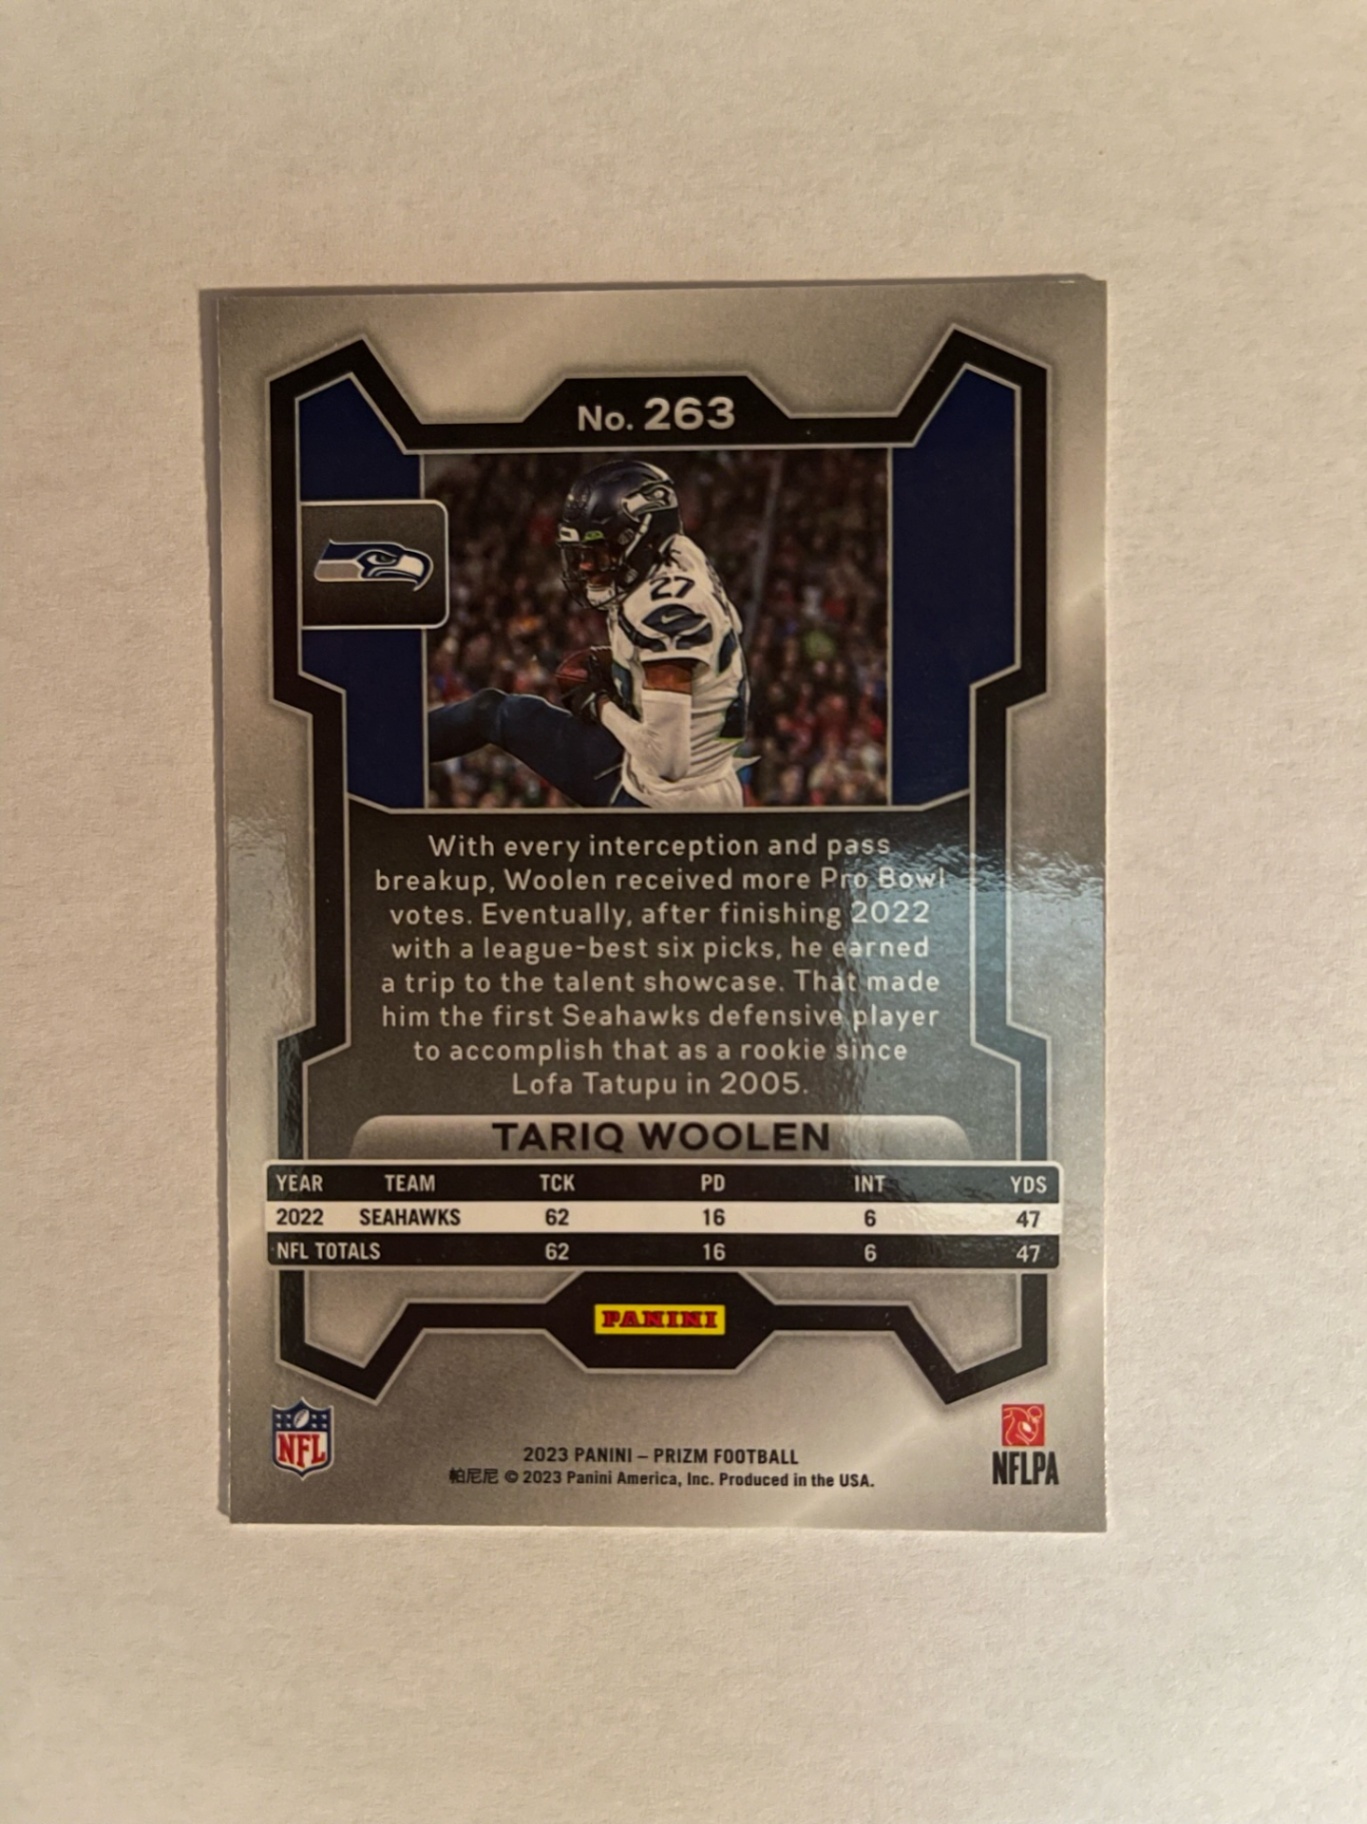 No. 263
27
With every interception and pass
breakup, Woolen received more Pro Bowl
votes. Eventually, after finishing 2022
with a league-best six picks, he earned
a trip to the talent showcase. That made
him the first Seahawks defensive player
to accomplish that as a rookie since
Lofa Tatupu in 2005.
TARIQ WOOLEN
YEAR TEAM TCK PD INT YDS
2022 SEAHAWKS 62 16 6 47
NFL TOTALS 62 16 6 47
PANINI
NFL
2023 PANINI – PRIZM FOOTBALL
帕尼尼 © 2023 Panini America, Inc. Produced in the USA.
NFLPA